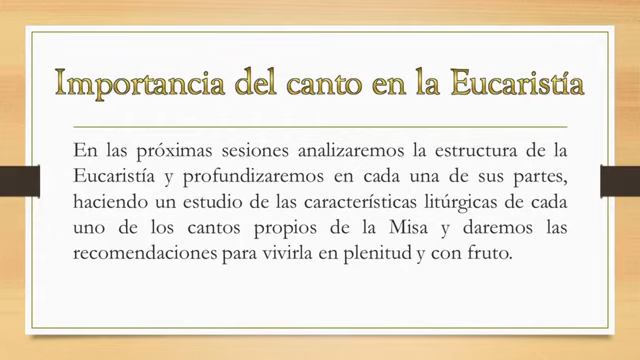 Importancia del canto en la Eucaristía
En las próximas sesiones analizaremos la estructura de la
Eucaristía y profundizaremos en cada una de sus partes,
haciendo un estudio de las características litúrgicas de cada
uno de los cantos propios de la Misa y daremos las
recomendaciones para vivirla en plenitud y con fruto.